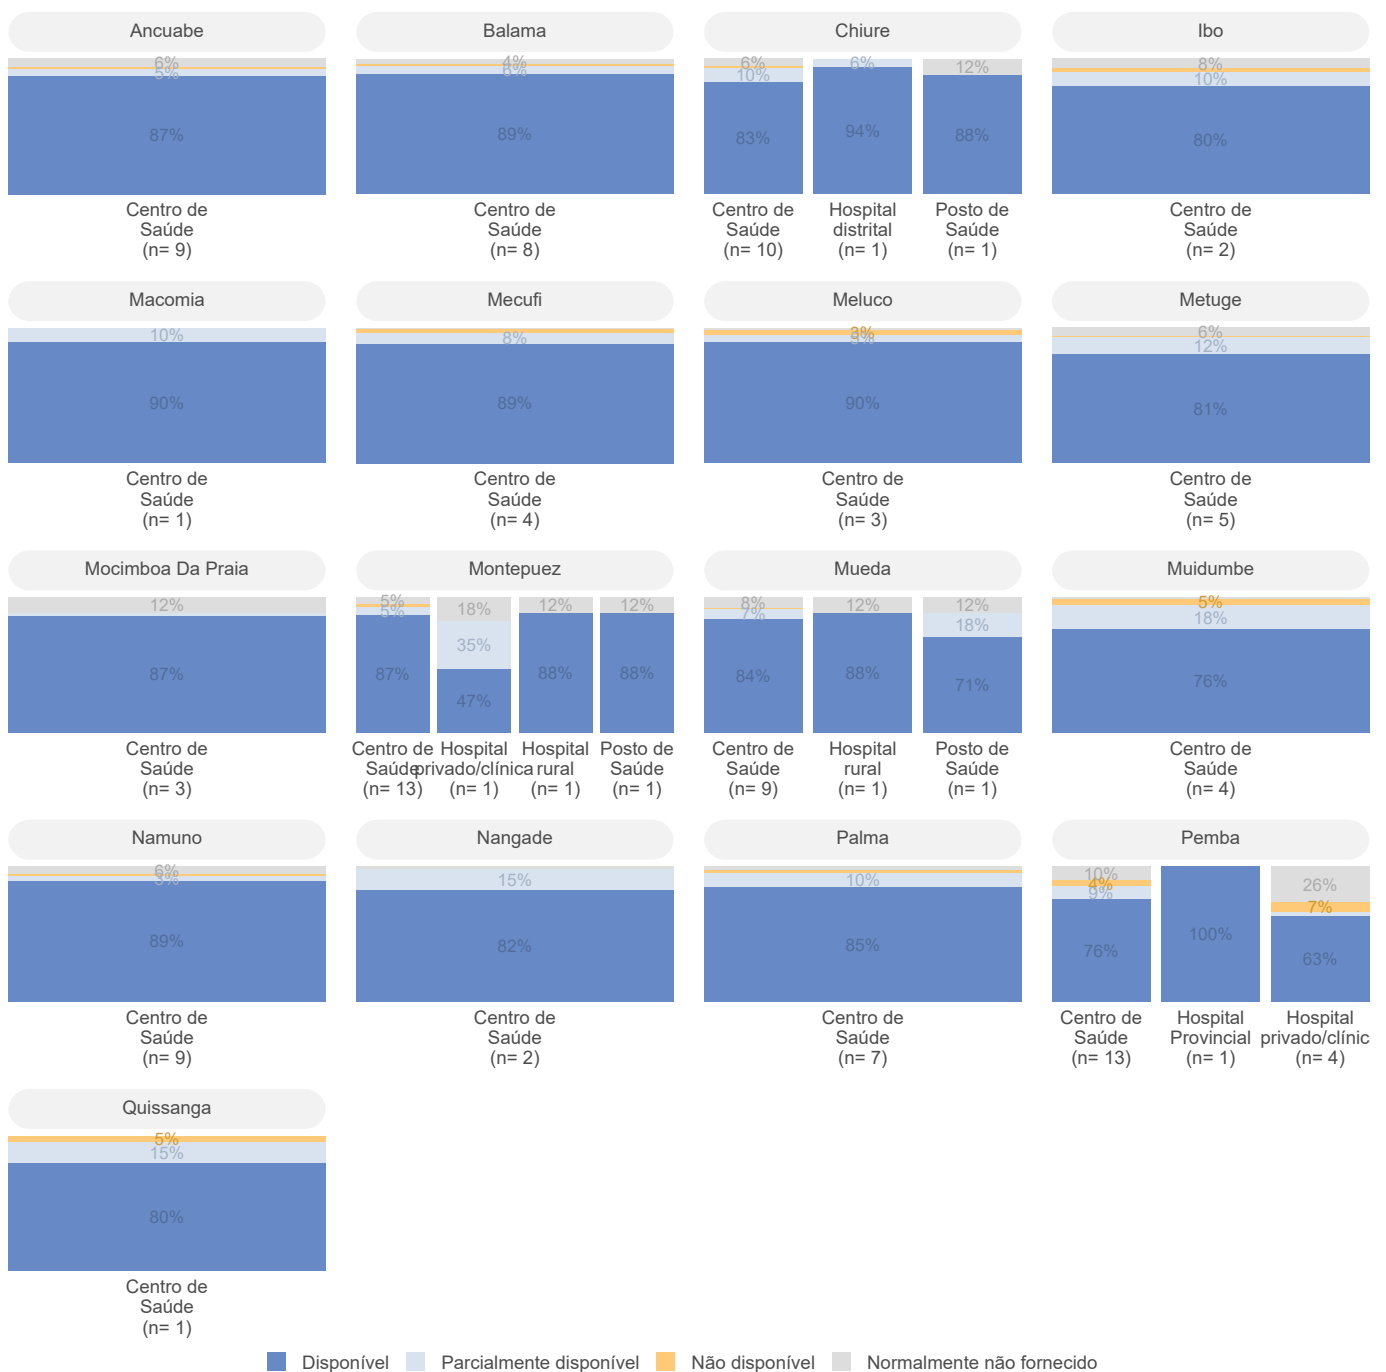 Ancuabe
6%
5%
87%
Centro de
Saúde
(n= 9)
Balama
4%
6%
89%
Centro de
Saúde
(n= 8)
Chiure
6%
10%
83%
6%
94%
12%
88%
Centro de
Saúde
(n= 10)
Hospital
distrital
(n= 1)
Posto de
Saúde
(n= 1)
Ibo
8%
10%
80%
Centro de
Saúde
(n= 2)
Macomia
10%
90%
Centro de
Saúde
(n= 1)
Mecufi
8%
89%
Centro de
Saúde
(n= 4)
Meluco
3%
90%
Centro de
Saúde
(n= 3)
Metuge
6%
12%
81%
Centro de
Saúde
(n= 5)
Mocimboa Da Praia
12%
87%
Centro de
Saúde
(n= 3)
Montepuez
5%
5%
87%
18%
35%
47%
12%
88%
12%
88%
Centro de
Saúde
(n= 13)
Hospital
privado/clínica
(n= 1)
Hospital
rural
(n= 1)
Posto de
Saúde
(n= 1)
Mueda
8%
7%
84%
12%
88%
12%
18%
71%
Centro de
Saúde
(n= 9)
Hospital
rural
(n= 1)
Posto de
Saúde
(n= 1)
Muidumbe
5%
18%
76%
Centro de
Saúde
(n= 4)
Namuno
6%
3%
89%
Centro de
Saúde
(n= 9)
Nangade
15%
82%
Centro de
Saúde
(n= 2)
Palma
10%
85%
Centro de
Saúde
(n= 7)
Pemba
10%
4%
9%
76%
100%
26%
7%
63%
Centro de
Saúde
(n= 13)
Hospital
Provincial
(n= 1)
Hospital
privado/clínic
(n= 4)
Quissanga
5%
15%
80%
Centro de
Saúde
(n= 1)
Disponível
Parcialmente disponível
Não disponível
Normalmente não fornecido